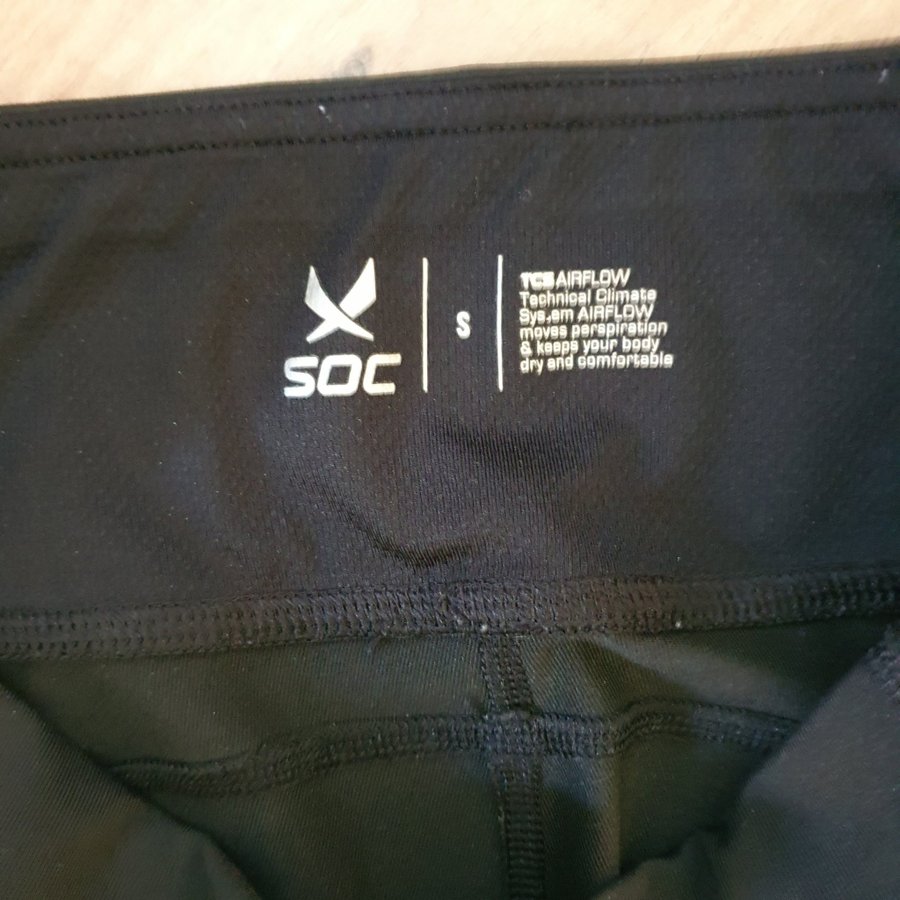 SOC
S
TCS AIRFLOW
Technical Climate
Sys.em AIRFLOW
moves perspiration
& keeps your body
dry and comfortable